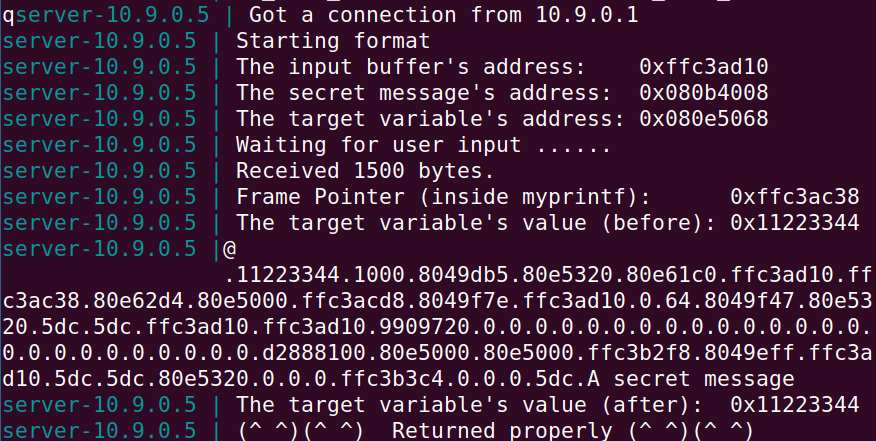 qserver-10.9.0.5 | Got a connection from 10.9.0.1
server-10.9.0.5 | Starting format
server-10.9.0.5 | The input buffer's address:    0xffc3ad10
server-10.9.0.5 | The secret message's address:  0x080b4008
server-10.9.0.5 | The target variable's address: 0x080e5068
server-10.9.0.5 | Waiting for user input ......
server-10.9.0.5 | Received 1500 bytes.
server-10.9.0.5 | Frame Pointer (inside myprintf):      0xffc3ac38
server-10.9.0.5 | The target variable's value (before): 0x11223344
server-10.9.0.5 |@
.11223344.1000.8049db5.80e5320.80e61c0.ffc3ad10.ff
c3ac38.80e62d4.80e5000.ffc3acd8.8049f7e.ffc3ad10.0.64.8049f47.80e53
20.5dc.5dc.ffc3ad10.ffc3ad10.9909720.0.0.0.0.0.0.0.0.0.0.0.0.0.0.0.
0.0.0.0.0.0.0.0.0.0.d2888100.80e5000.80e5000.ffc3b2f8.8049eff.ffc3a
d10.5dc.5dc.80e5320.0.0.0.ffc3b3c4.0.0.0.5dc.A secret message
server-10.9.0.5 | The target variable's value (after):  0x11223344
server-10.9.0.5 | (^_^)(^_^)  Returned properly (^_^)(^_^)